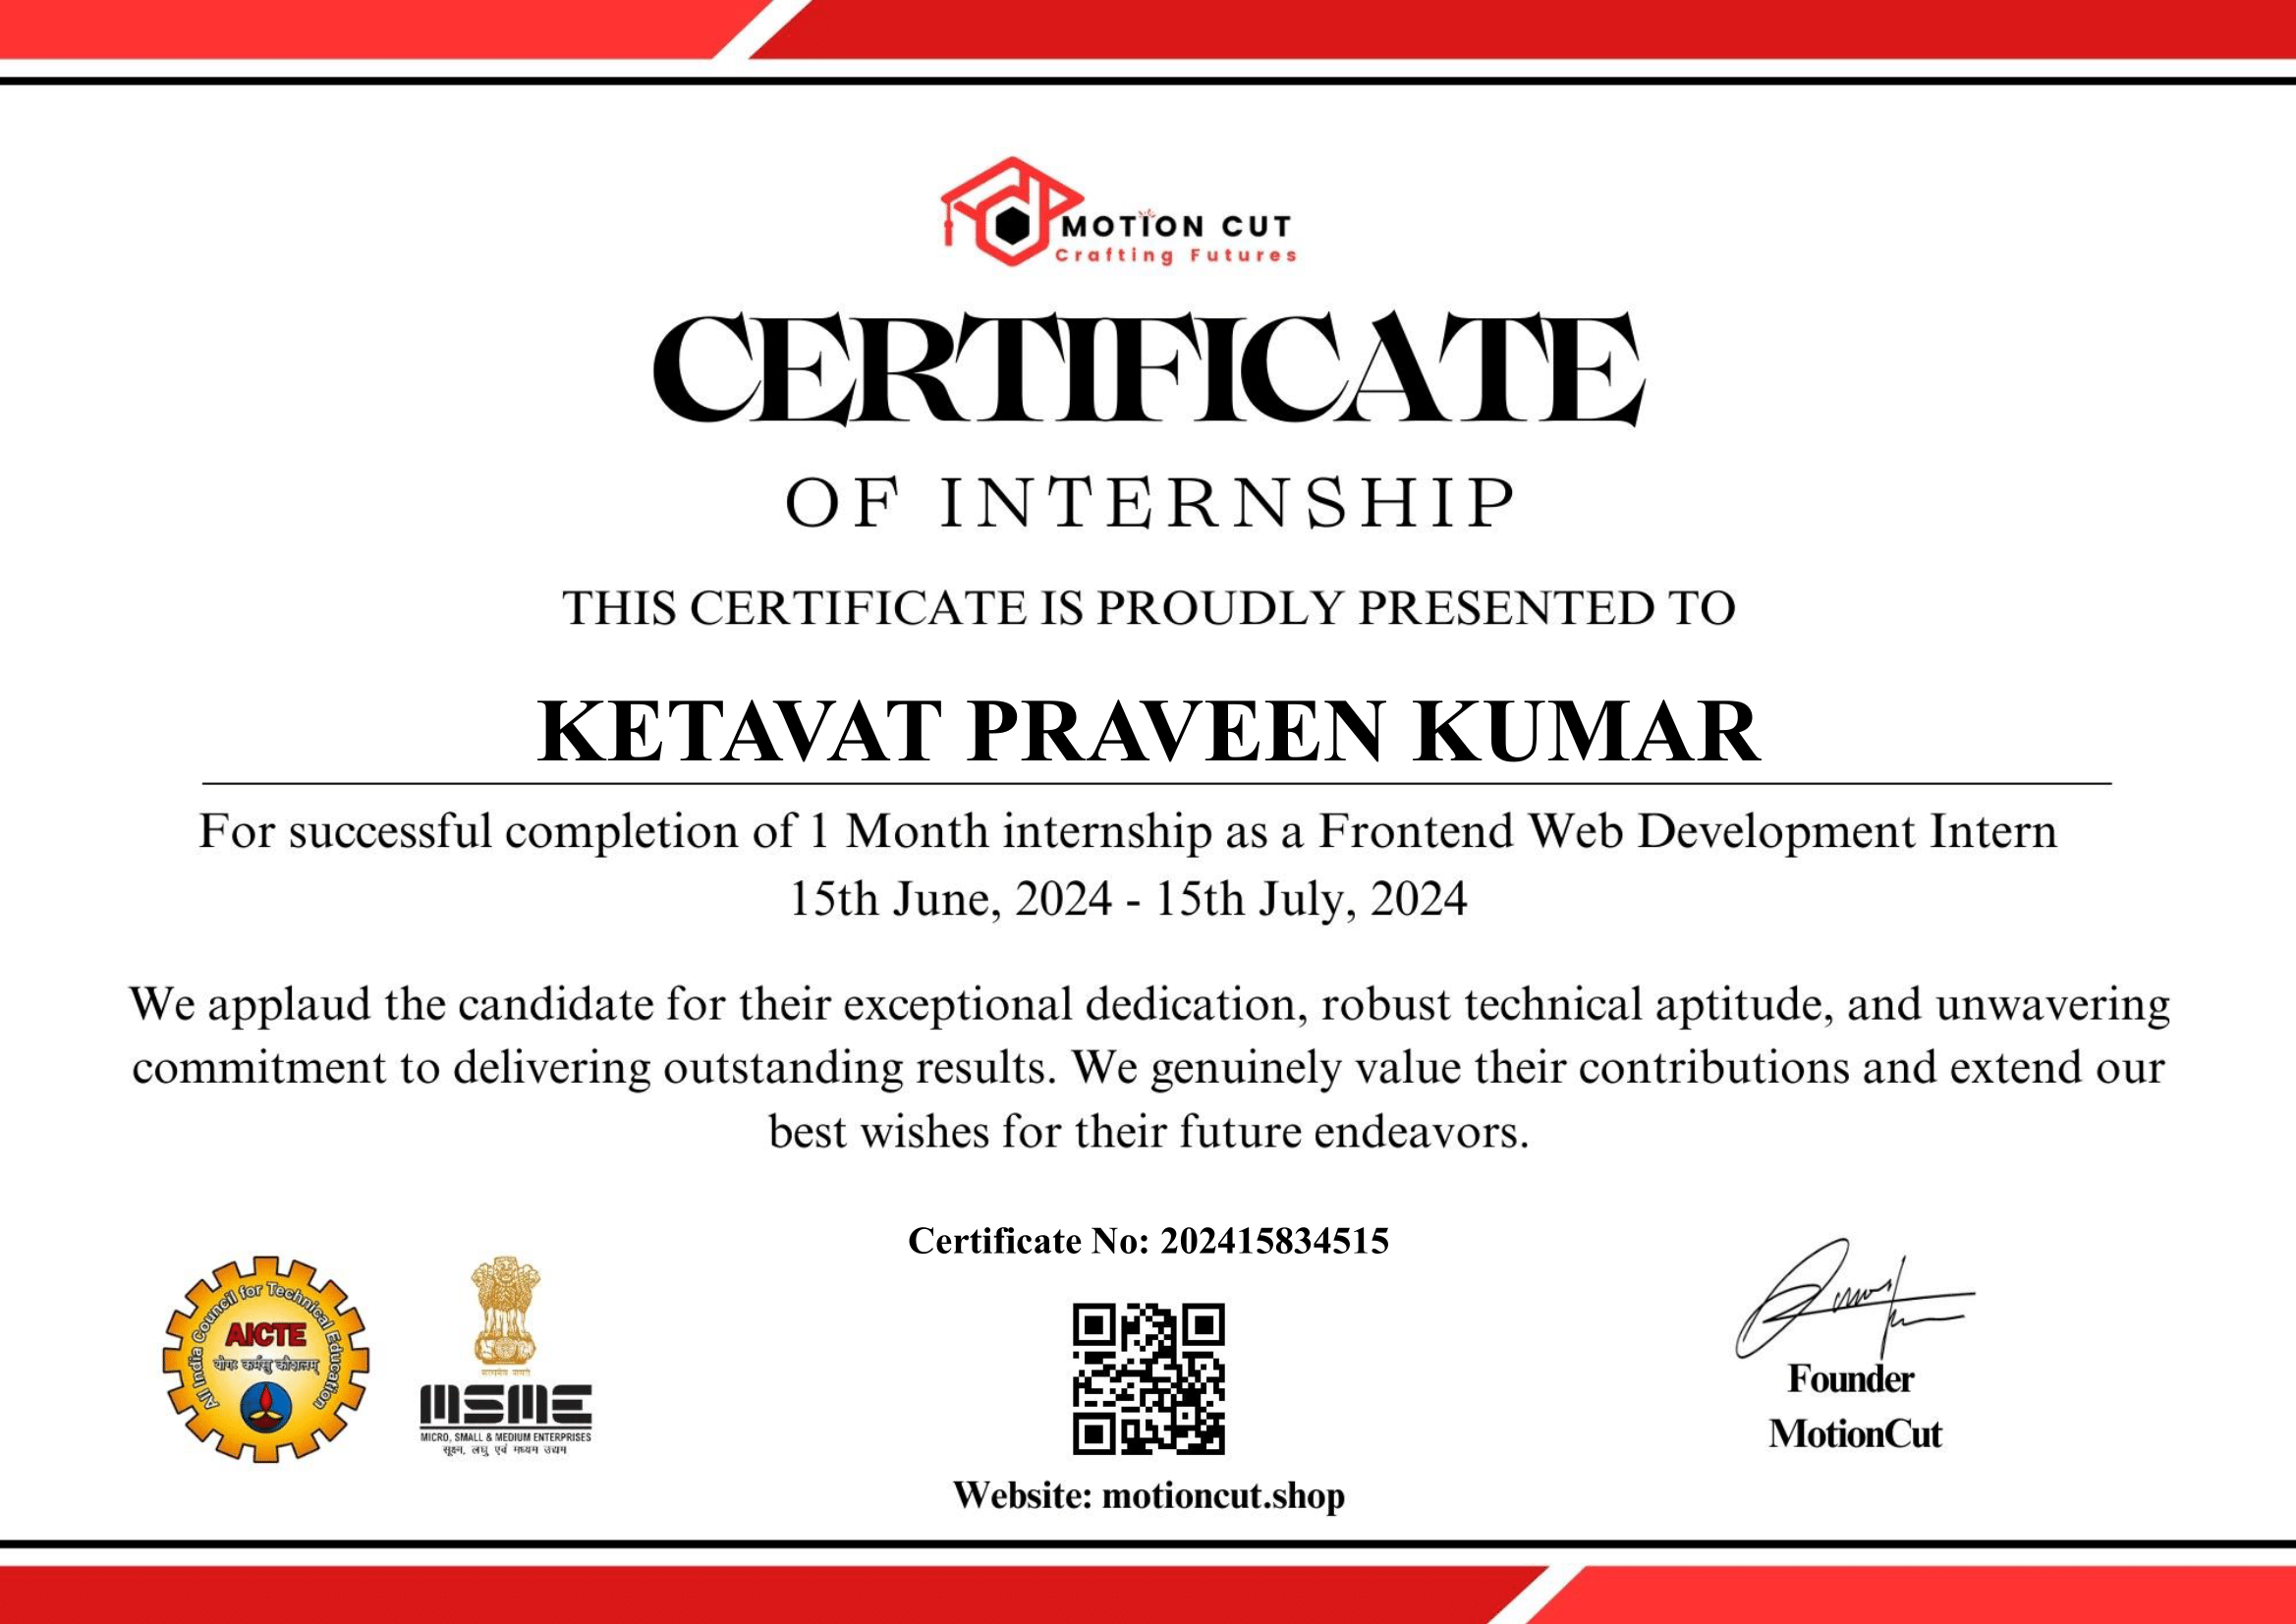 MOTION CUT
Crafting Futures
CERTIFICATE
OF INTERNSHIP
THIS CERTIFICATE IS PROUDLY PRESENTED TO
KETAVAT PRAVEEN KUMAR
For successful completion of 1 Month internship as a Frontend Web Development Intern
15th June, 2024 - 15th July, 2024
We applaud the candidate for their exceptional dedication, robust technical aptitude, and unwavering
commitment to delivering outstanding results. We genuinely value their contributions and extend our
best wishes for their future endeavors.
Certificate No: 202415834515
All India Council for Technical Education
AICTE
योगः कर्मसु कौशलम्
सत्यमेव जयते
MSME
MICRO, SMALL & MEDIUM ENTERPRISES
सूक्ष्म, लघु एवं मध्यम उद्यम
Founder
MotionCut
Website: motioncut.shop